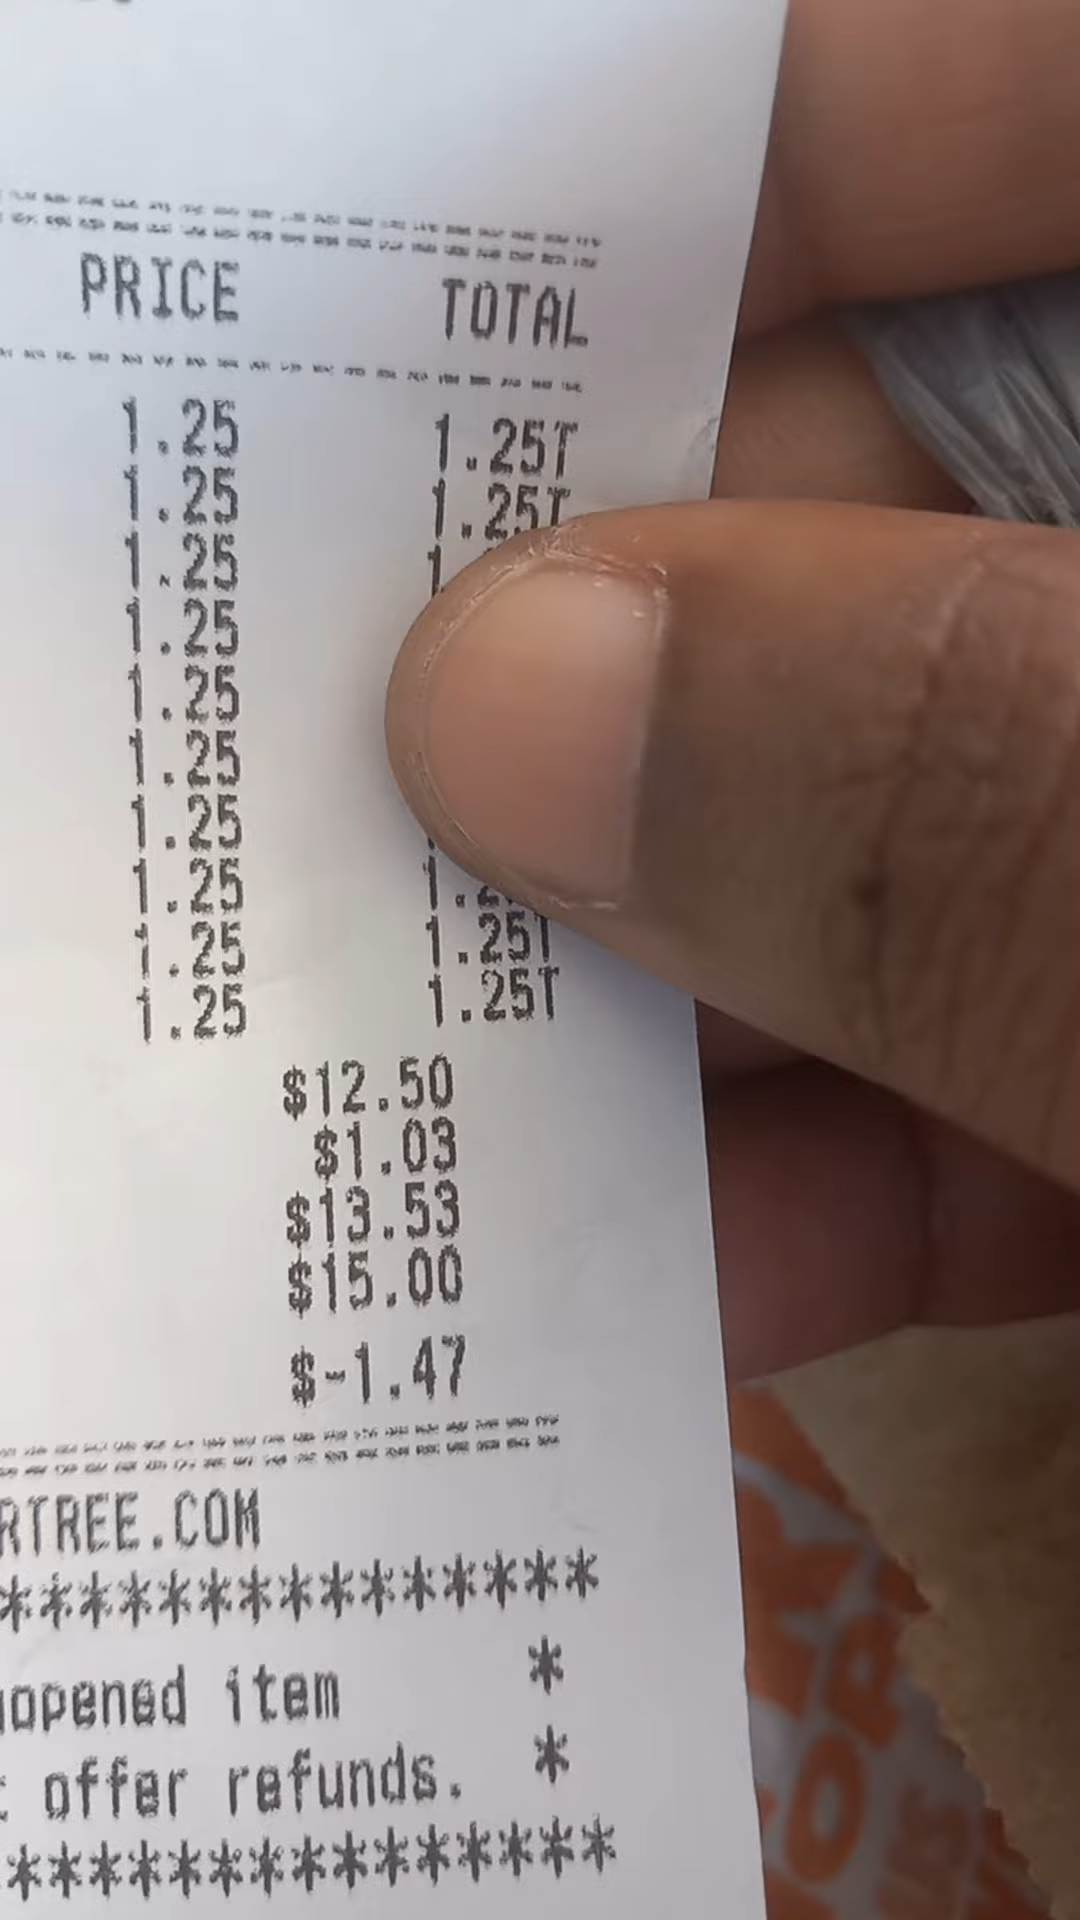 PRICE TOTAL
1.25 1.25T
1.25 1.25T
1.25
1.25
1.25
1.25
1.25
1.25
1.25 1.25T
1.25 1.25T
$12.50
$1.03
$13.53
$15.00
$-1.47
RTREE.COM
***************
opened item *
offer refunds. *
***************